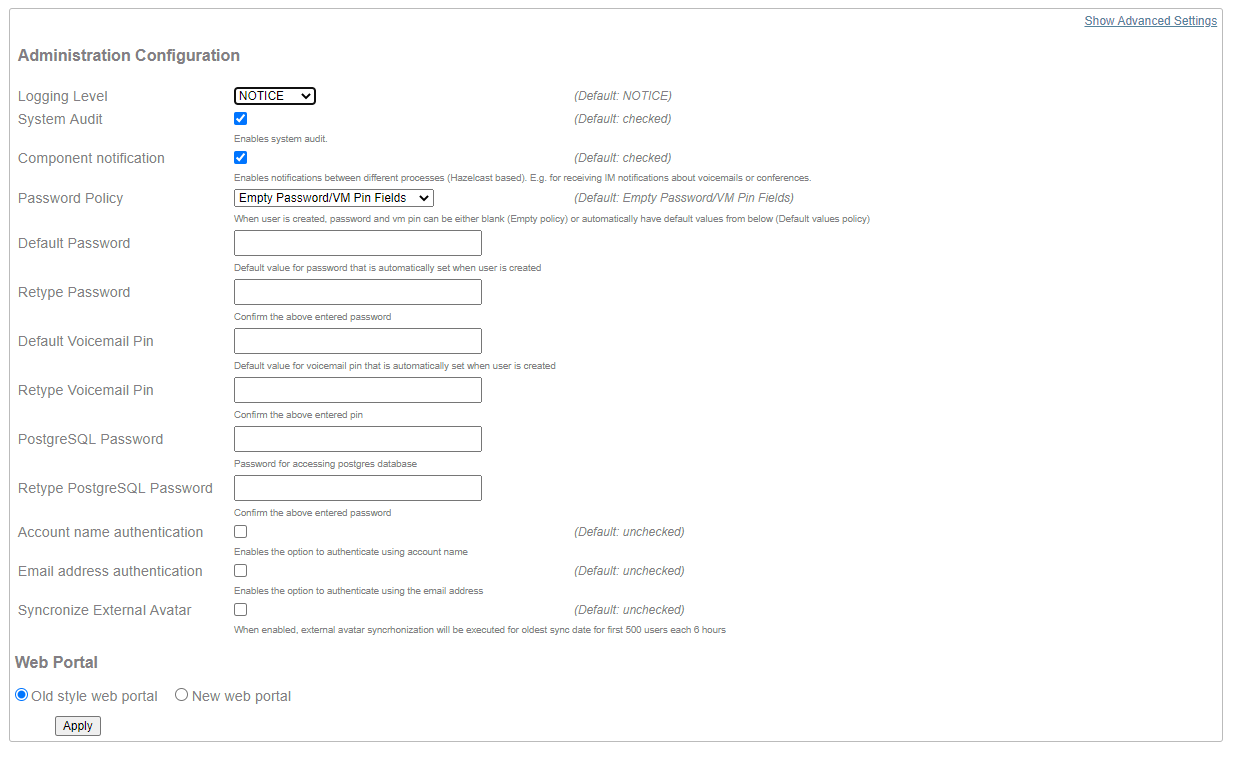 Show Advanced Settings
Administration Configuration
Logging Level NOTICE (Default: NOTICE)
System Audit (Default: checked)
Enables system audit.
Component notification (Default: checked)
Enables notifications between different processes (Hazelcast based). E.g. for receiving IM notifications about voicemails or conferences.
Password Policy Empty Password/VM Pin Fields (Default: Empty Password/VM Pin Fields)
When user is created, password and vm pin can be either blank (Empty policy) or automatically have default values from below (Default values policy)
Default Password
Default value for password that is automatically set when user is created
Retype Password
Confirm the above entered password
Default Voicemail Pin
Default value for voicemail pin that is automatically set when user is created
Retype Voicemail Pin
Confirm the above entered pin
PostgreSQL Password
Password for accessing postgres database
Retype PostgreSQL Password
Confirm the above entered password
Account name authentication (Default: unchecked)
Enables the option to authenticate using account name
Email address authentication (Default: unchecked)
Enables the option to authenticate using the email address
Syncronize External Avatar (Default: unchecked)
When enabled, external avatar syncrhonization will be executed for oldest sync date for first 500 users each 6 hours
Web Portal
Old style web portal New web portal
Apply